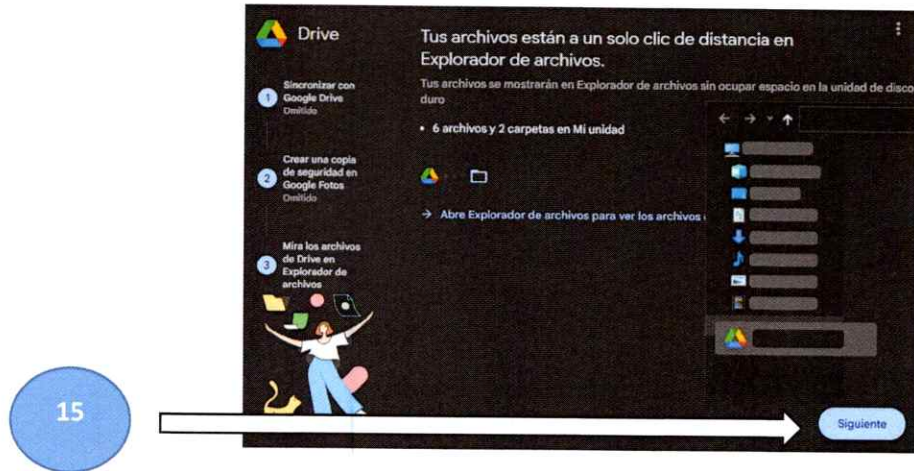 Drive
Tus archivos están a un solo clic de distancia en
Explorador de archivos.
Tus archivos se mostrarán en Explorador de archivos sin ocupar espacio en la unidad de disco
duro
• 6 archivos y 2 carpetas en Mi unidad
→ Abre Explorador de archivos para ver los archivos
1
Sincronizar con
Google Drive
Omitido
2
Crear una copia
de seguridad en
Google Fotos
Omitido
3
Mira los archivos
de Drive en
Explorador de
archivos
15
Siguiente